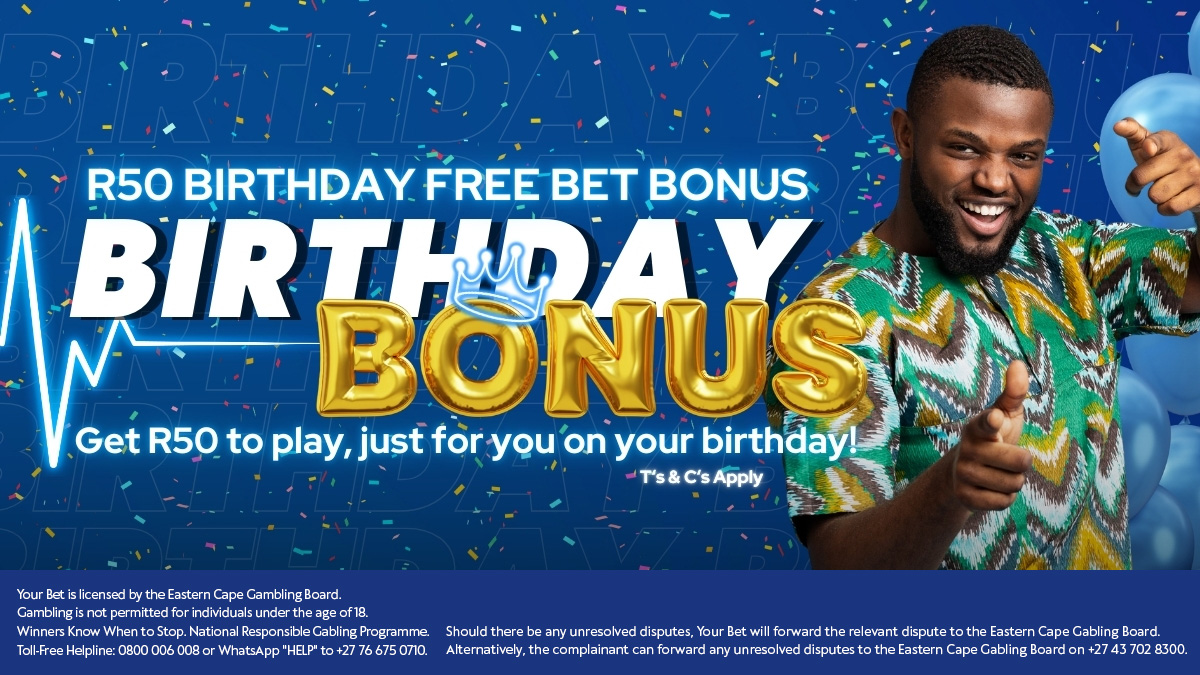 R50 BIRTHDAY FREE BET BONUS
BIRTHDAY
BONUS
Get R50 to play, just for you on your birthday!
T's & C's Apply
Your Bet is licensed by the Eastern Cape Gambling Board.
Gambling is not permitted for individuals under the age of 18.
Winners Know When to Stop. National Responsible Gabling Programme.
Toll-Free Helpline: 0800 006 008 or WhatsApp "HELP" to +27 76 675 0710.
Should there be any unresolved disputes, Your Bet will forward the relevant dispute to the Eastern Cape Gabling Board.
Alternatively, the complainant can forward any unresolved disputes to the Eastern Cape Gabling Board on +27 43 702 8300.